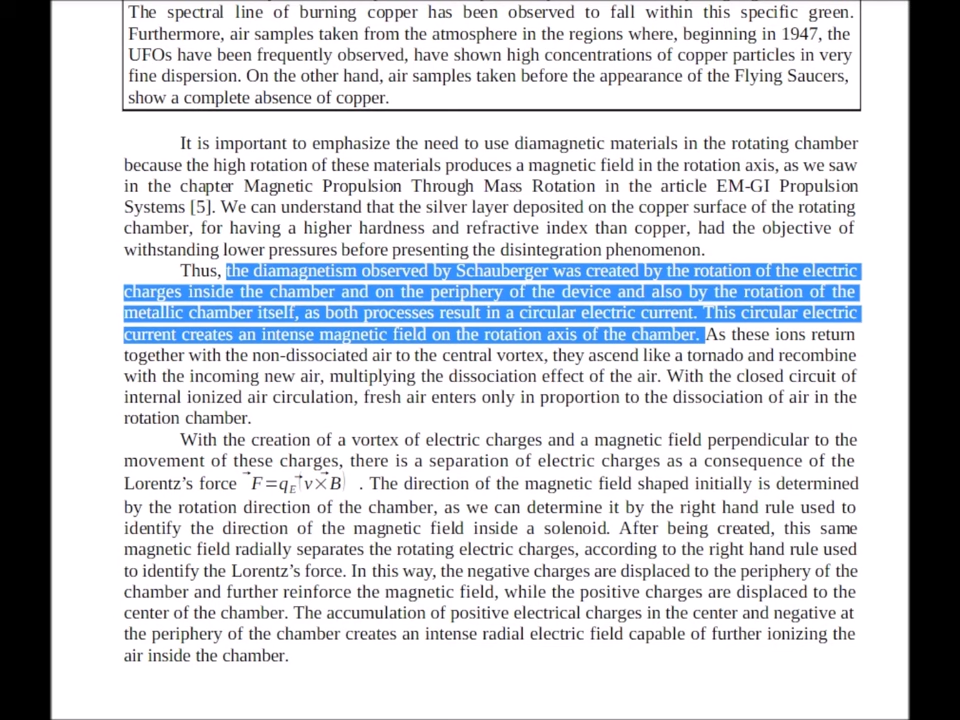 The spectral line of burning copper has been observed to fall within this specific green.
Furthermore, air samples taken from the atmosphere in the regions where, beginning in 1947, the
UFOs have been frequently observed, have shown high concentrations of copper particles in very
fine dispersion. On the other hand, air samples taken before the appearance of the Flying Saucers,
show a complete absence of copper.
It is important to emphasize the need to use diamagnetic materials in the rotating chamber
because the high rotation of these materials produces a magnetic field in the rotation axis, as we saw
in the chapter Magnetic Propulsion Through Mass Rotation in the article EM-GI Propulsion
Systems [5]. We can understand that the silver layer deposited on the copper surface of the rotating
chamber, for having a higher hardness and refractive index than copper, had the objective of
withstanding lower pressures before presenting the disintegration phenomenon.
Thus, the diamagnetism observed by Schauberger was created by the rotation of the electric
charges inside the chamber and on the periphery of the device and also by the rotation of the
metallic chamber itself, as both processes result in a circular electric current. This circular electric
current creates an intense magnetic field on the rotation axis of the chamber. As these ions return
together with the non-dissociated air to the central vortex, they ascend like a tornado and recombine
with the incoming new air, multiplying the dissociation effect of the air. With the closed circuit of
internal ionized air circulation, fresh air enters only in proportion to the dissociation of air in the
rotation chamber.
With the creation of a vortex of electric charges and a magnetic field perpendicular to the
movement of these charges, there is a separation of electric charges as a consequence of the
Lorentz's force F⃗=q_E(v⃗×B⃗) . The direction of the magnetic field shaped initially is determined
by the rotation direction of the chamber, as we can determine it by the right hand rule used to
identify the direction of the magnetic field inside a solenoid. After being created, this same
magnetic field radially separates the rotating electric charges, according to the right hand rule used
to identify the Lorentz's force. In this way, the negative charges are displaced to the periphery of the
chamber and further reinforce the magnetic field, while the positive charges are displaced to the
center of the chamber. The accumulation of positive electrical charges in the center and negative at
the periphery of the chamber creates an intense radial electric field capable of further ionizing the
air inside the chamber.